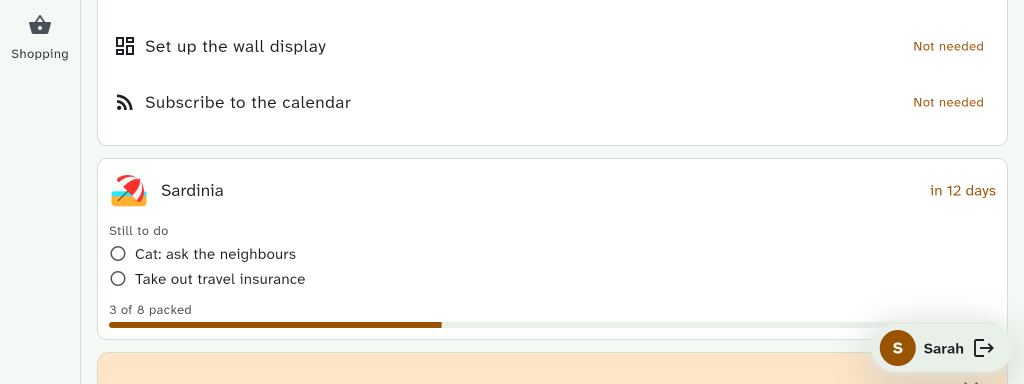 Shopping
Set up the wall display
Not needed
Subscribe to the calendar
Not needed
Sardinia
in 12 days
Still to do
Cat: ask the neighbours
Take out travel insurance
3 of 8 packed
S
Sarah